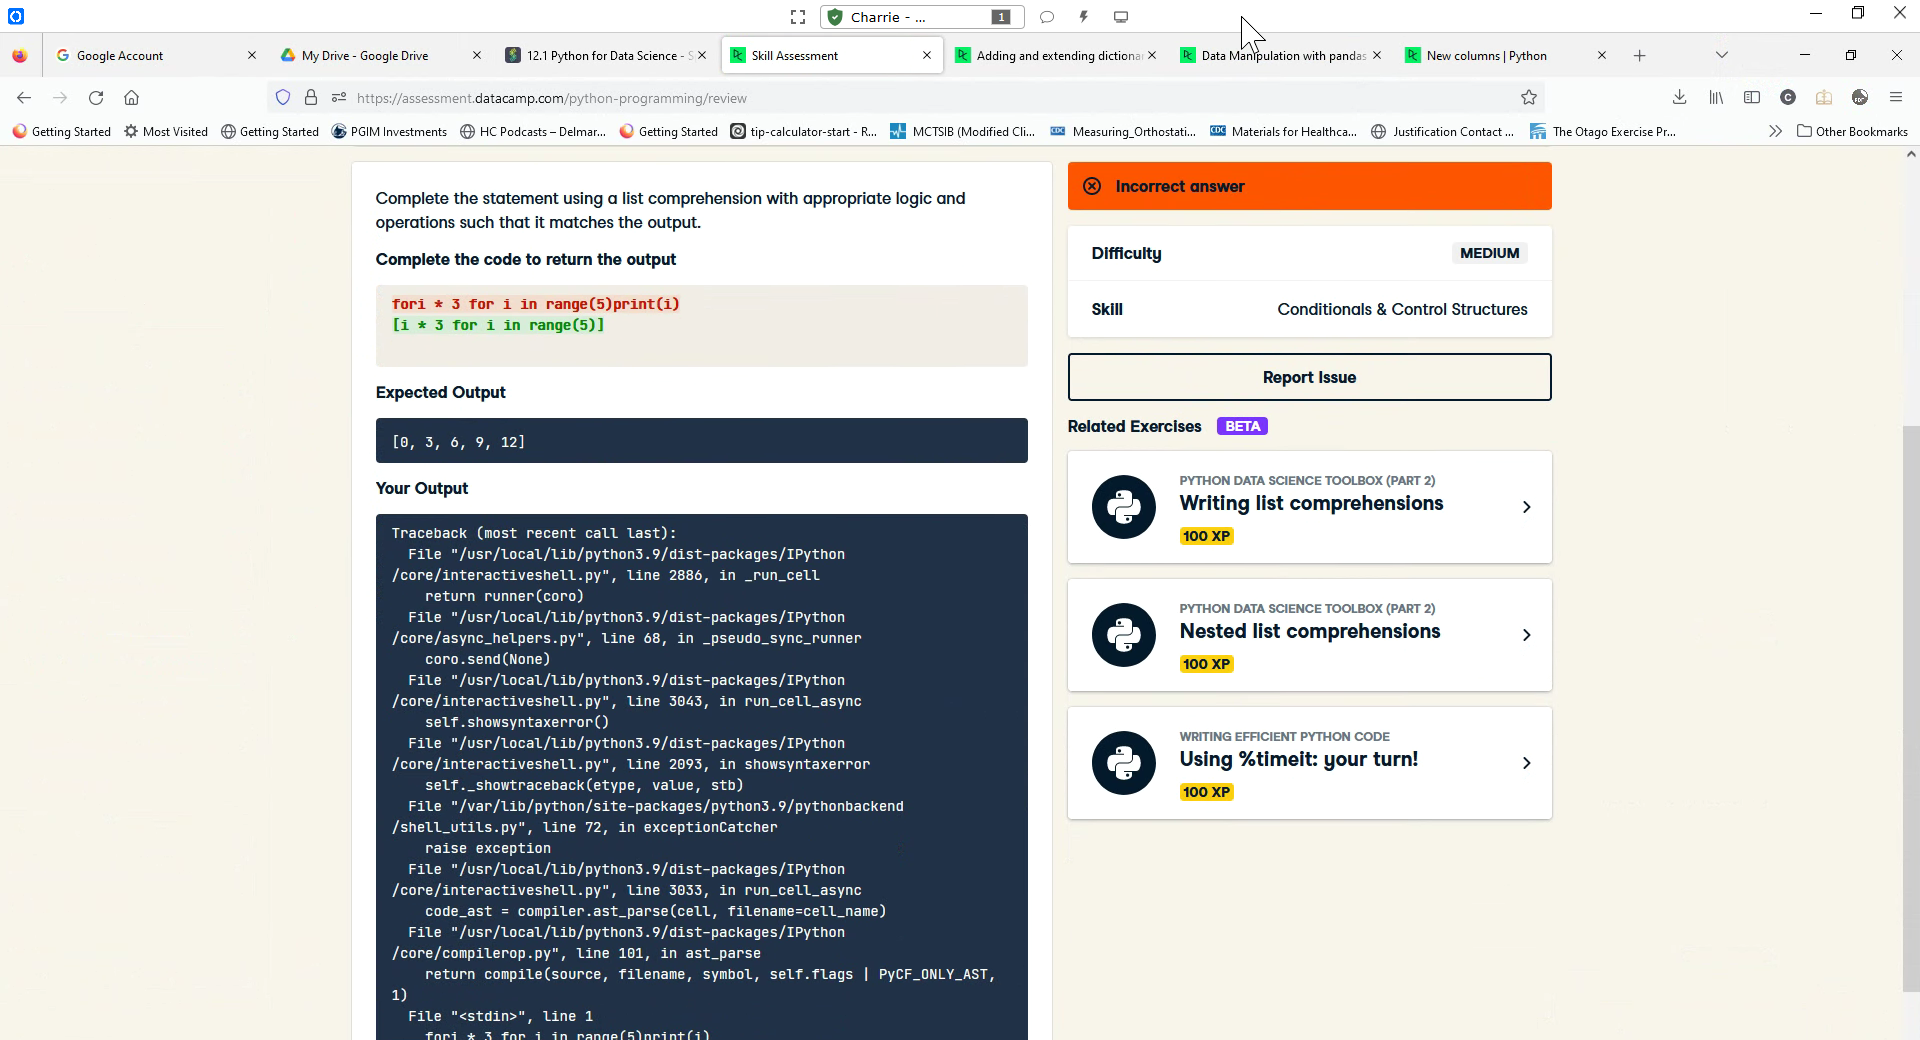 Charrie - ...
1
Google Account
My Drive - Google Drive
12.1 Python for Data Science - S
Skill Assessment
Adding and extending dictionar
Data Manipulation with pandas
New columns | Python
https://assessment.datacamp.com/python-programming/review
Getting Started
Most Visited
Getting Started
PGIM Investments
HC Podcasts – Delmar...
Getting Started
tip-calculator-start - R...
MCTSIB (Modified Cli...
Measuring_Orthostati...
Materials for Healthca...
Justification Contact ...
The Otago Exercise Pr...
Other Bookmarks
Complete the statement using a list comprehension with appropriate logic and
operations such that it matches the output.
Complete the code to return the output
fori * 3 for i in range(5)print(i)
[i * 3 for i in range(5)]
Expected Output
[0, 3, 6, 9, 12]
Your Output
Traceback (most recent call last):
File "/usr/local/lib/python3.9/dist-packages/IPython
/core/interactiveshell.py", line 2886, in _run_cell
return runner(coro)
File "/usr/local/lib/python3.9/dist-packages/IPython
/core/async_helpers.py", line 68, in _pseudo_sync_runner
coro.send(None)
File "/usr/local/lib/python3.9/dist-packages/IPython
/core/interactiveshell.py", line 3043, in run_cell_async
self.showsyntaxerror()
File "/usr/local/lib/python3.9/dist-packages/IPython
/core/interactiveshell.py", line 2093, in showsyntaxerror
self._showtraceback(etype, value, stb)
File "/var/lib/python/site-packages/python3.9/pythonbackend
/shell_utils.py", line 72, in exceptionCatcher
raise exception
File "/usr/local/lib/python3.9/dist-packages/IPython
/core/interactiveshell.py", line 3033, in run_cell_async
code_ast = compiler.ast_parse(cell, filename=cell_name)
File "/usr/local/lib/python3.9/dist-packages/IPython
/core/compilerop.py", line 101, in ast_parse
return compile(source, filename, symbol, self.flags | PyCF_ONLY_AST,
1)
File "<stdin>", line 1
fori * 3 for i in range(5)print(i)
Incorrect answer
Difficulty
MEDIUM
Skill
Conditionals & Control Structures
Report Issue
Related Exercises
BETA
PYTHON DATA SCIENCE TOOLBOX (PART 2)
Writing list comprehensions
100 XP
PYTHON DATA SCIENCE TOOLBOX (PART 2)
Nested list comprehensions
100 XP
WRITING EFFICIENT PYTHON CODE
Using %timeit: your turn!
100 XP